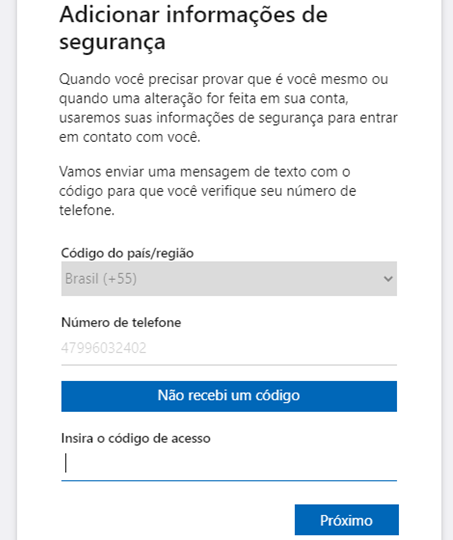 Adicionar informações de
segurança
Quando você precisar provar que é você mesmo ou
quando uma alteração for feita em sua conta,
usaremos suas informações de segurança para entrar
em contato com você.
Vamos enviar uma mensagem de texto com o
código para que você verifique seu número de
telefone.
Código do país/região
Brasil (+55)
Número de telefone
47996032402
Não recebi um código
Insira o código de acesso
Próximo